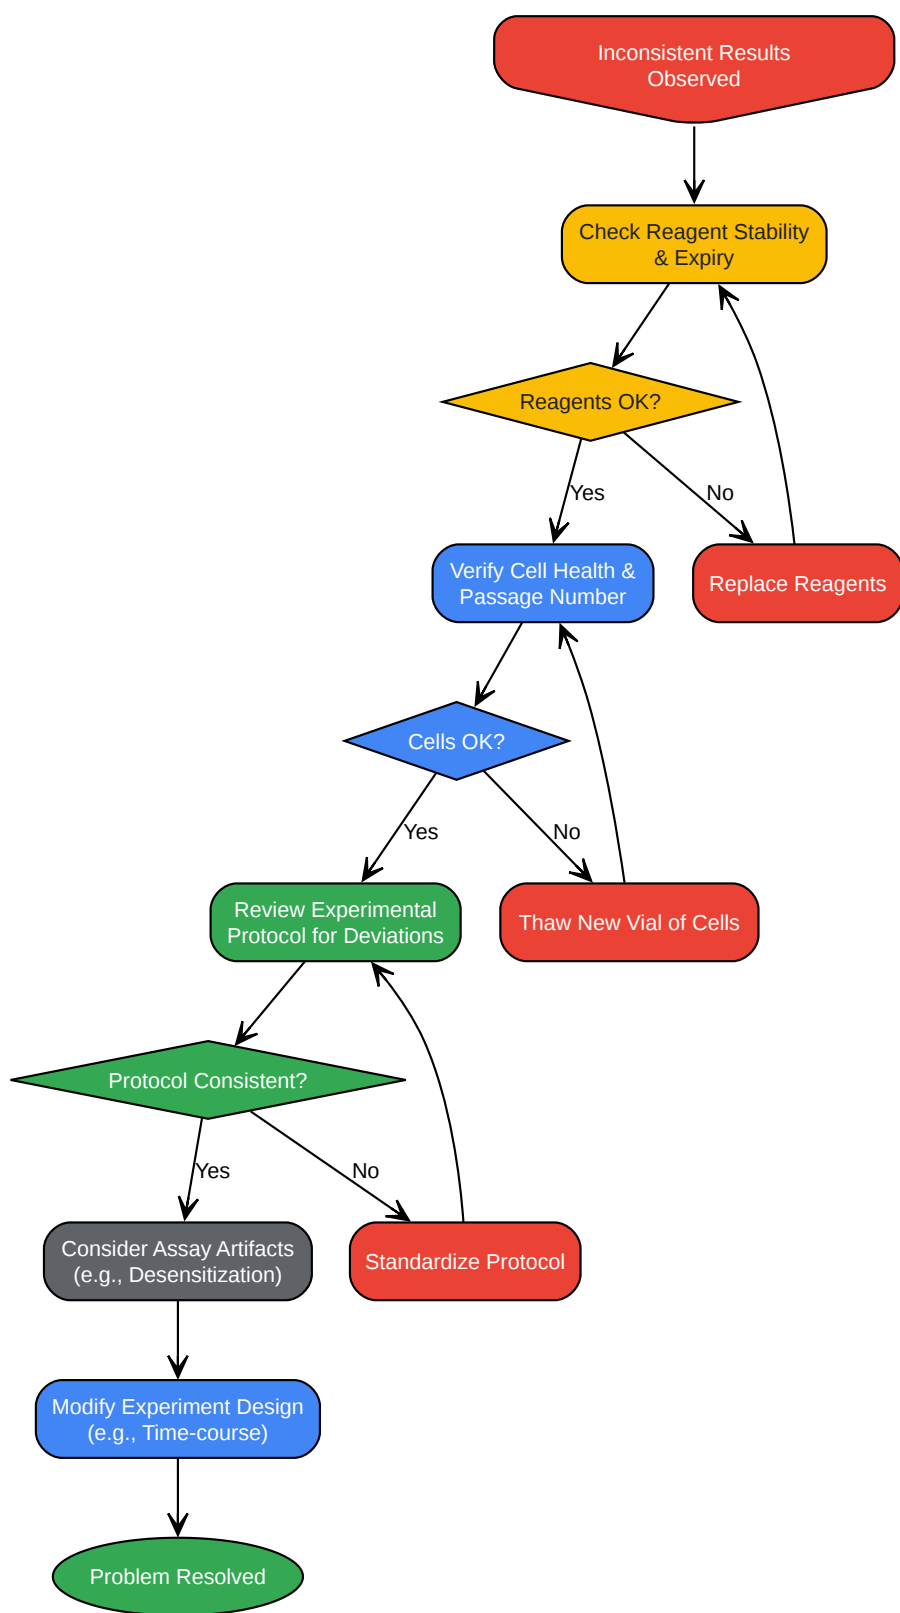 Inconsistent Results
Observed
Check Reagent Stability
& Expiry
Reagents OK?
Yes
No
Verify Cell Health &
Passage Number
Replace Reagents
Cells OK?
Yes
No
Review Experimental
Protocol for Deviations
Thaw New Vial of Cells
Protocol Consistent?
Yes
No
Consider Assay Artifacts
(e.g., Desensitization)
Standardize Protocol
Modify Experiment Design
(e.g., Time-course)
Problem Resolved